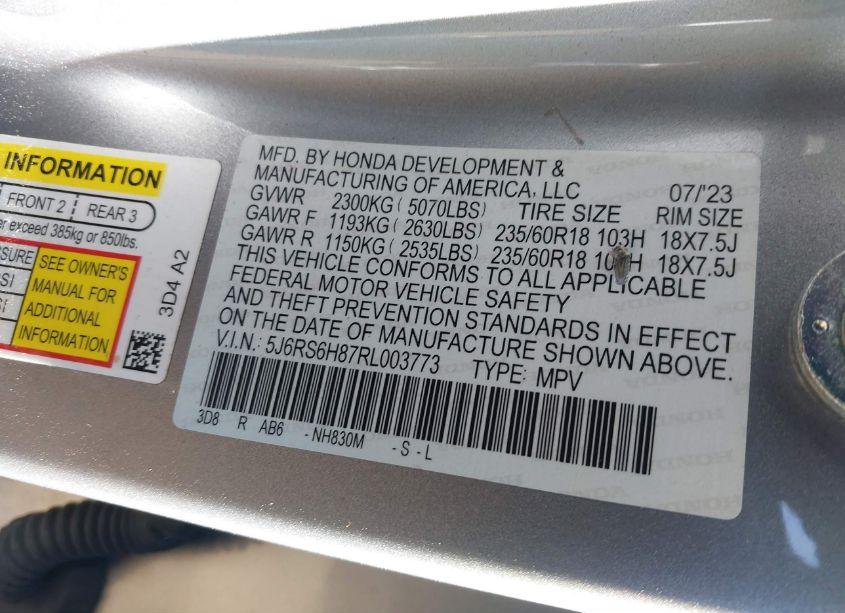 INFORMATION
FRONT 2 REAR 3
exceed 385kg or 850lbs.
SEE OWNER'S
MANUAL FOR
ADDITIONAL
INFORMATION
3D4 A2
MFD. BY HONDA DEVELOPMENT &
MANUFACTURING OF AMERICA, LLC 07/'23
GVWR 2300KG ( 5070LBS) TIRE SIZE RIM SIZE
GAWR F 1193KG ( 2630LBS) 235/60R18 103H 18X7.5J
GAWR R 1150KG ( 2535LBS) 235/60R18 18X7.5J
THIS VEHICLE CONFORMS TO ALL APPLICABLE
FEDERAL MOTOR VEHICLE SAFETY
AND THEFT PREVENTION STANDARDS IN EFFECT
ON THE DATE OF MANUFACTURE SHOWN ABOVE.
V.I.N.: 5J6RS6H87RL003773 TYPE: MPV
3D8 R AB6 -NH830M -S-L